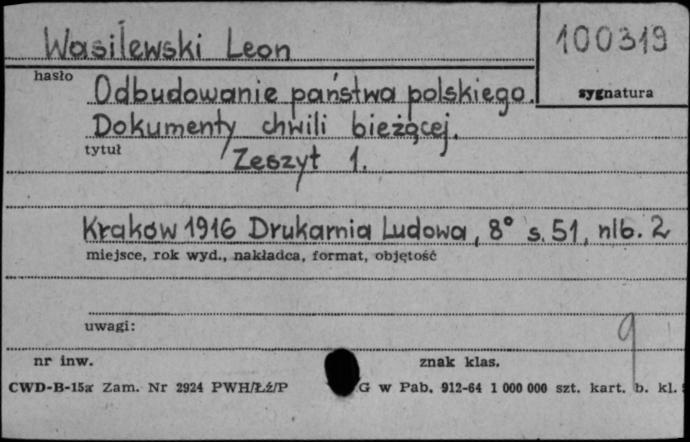 Wasilewski Leon
100319
hasło
sygnatura
Odbudowanie państwa polskiego.
Dokumenty chwili bieżącej.
tytuł
Zeszyt 1.
Kraków 1916 Drukarnia Ludowa, 8° s. 51, nlb. 2
miejsce, rok wyd., nakładca, format, objętość
uwagi:
9
nr inw.
znak klas.
CWD-B-15a Zam. Nr 2924 PWH/Łź/P
G w Pab. 912-64 1 000 000 szt. kart. b. kl.